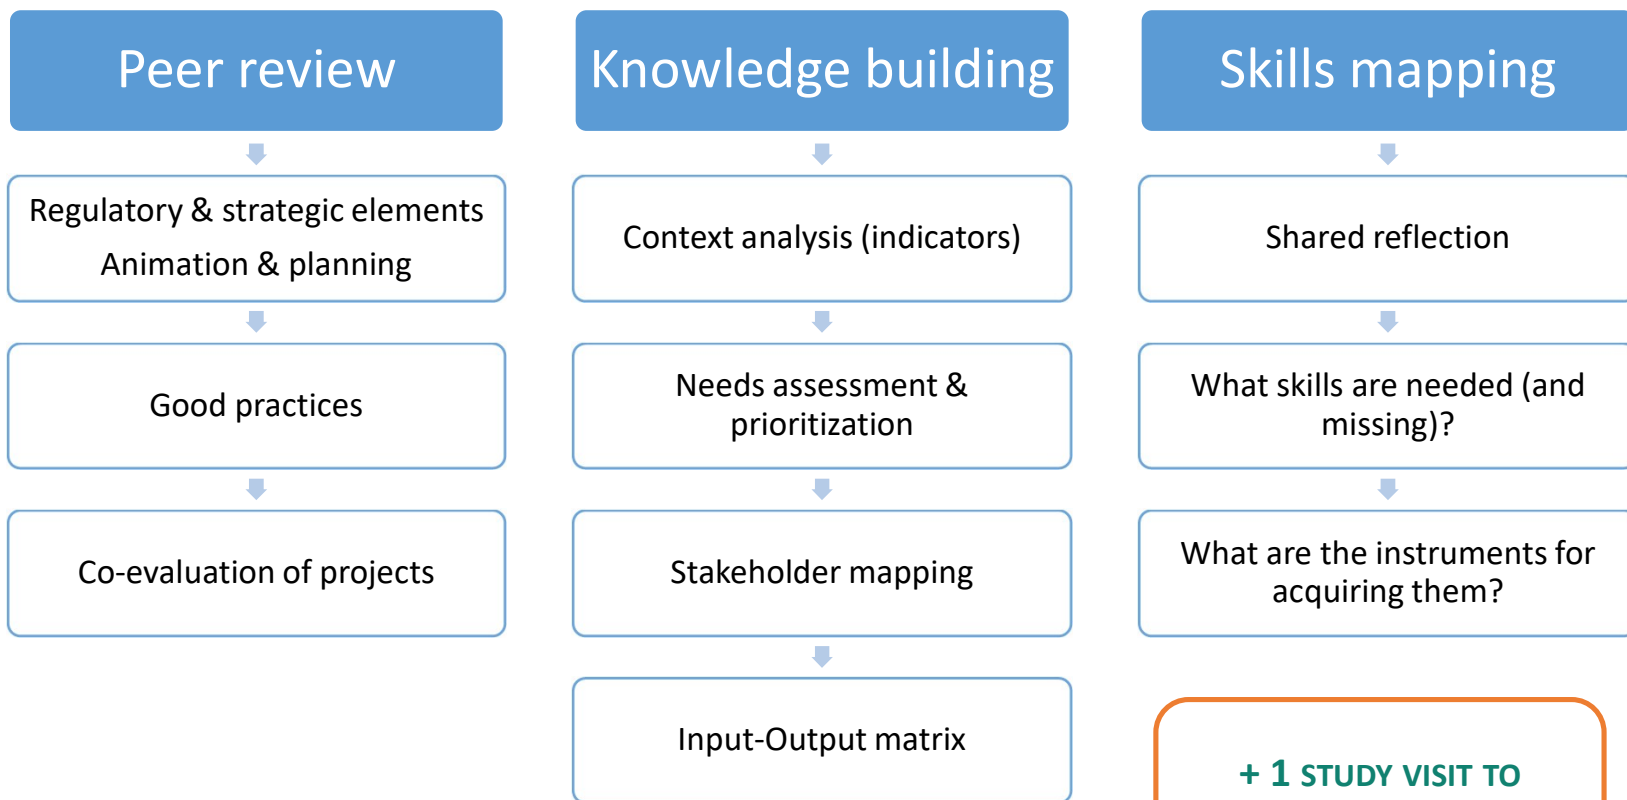 Peer review
Regulatory & strategic elements
Animation & planning
Good practices
Co-evaluation of projects
Knowledge building
Context analysis (indicators)
Needs assessment &
prioritization
Stakeholder mapping
Input-Output matrix
Skills mapping
Shared reflection
What skills are needed (and
missing)?
What are the instruments for
acquiring them?
+ 1 STUDY VISIT TO